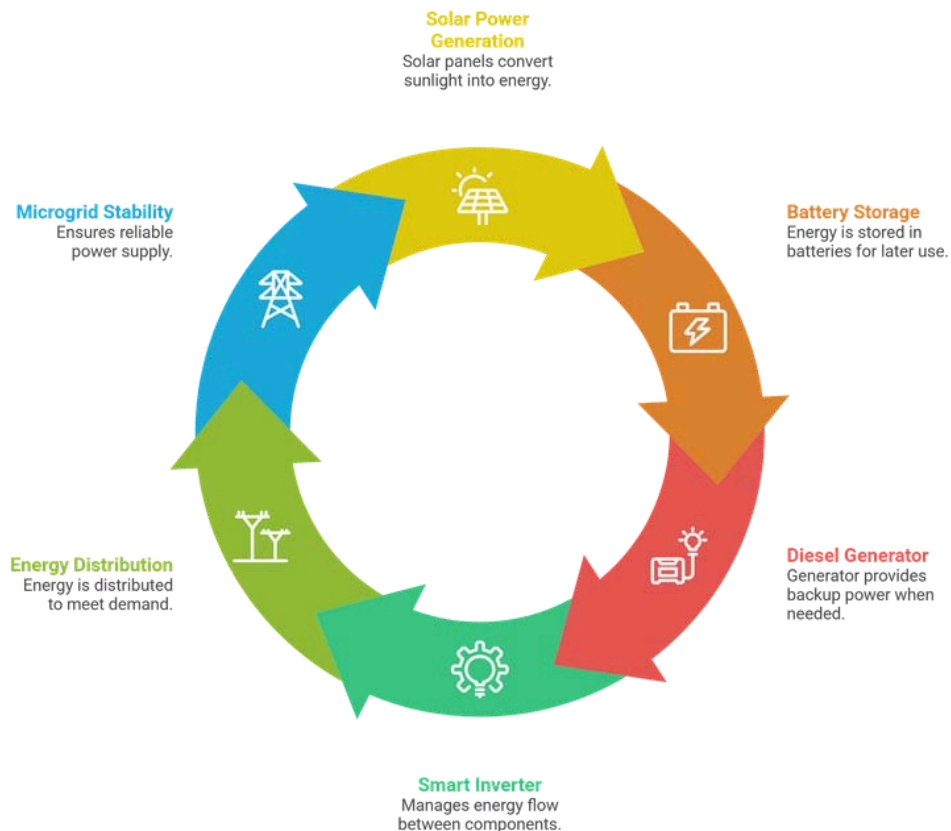 Solar Power
Generation
Solar panels convert
sunlight into energy.
Battery Storage
Energy is stored in
batteries for later use.
Diesel Generator
Generator provides
backup power when
needed.
Smart Inverter
Manages energy flow
between components.
Energy Distribution
Energy is distributed
to meet demand.
Microgrid Stability
Ensures reliable
power supply.